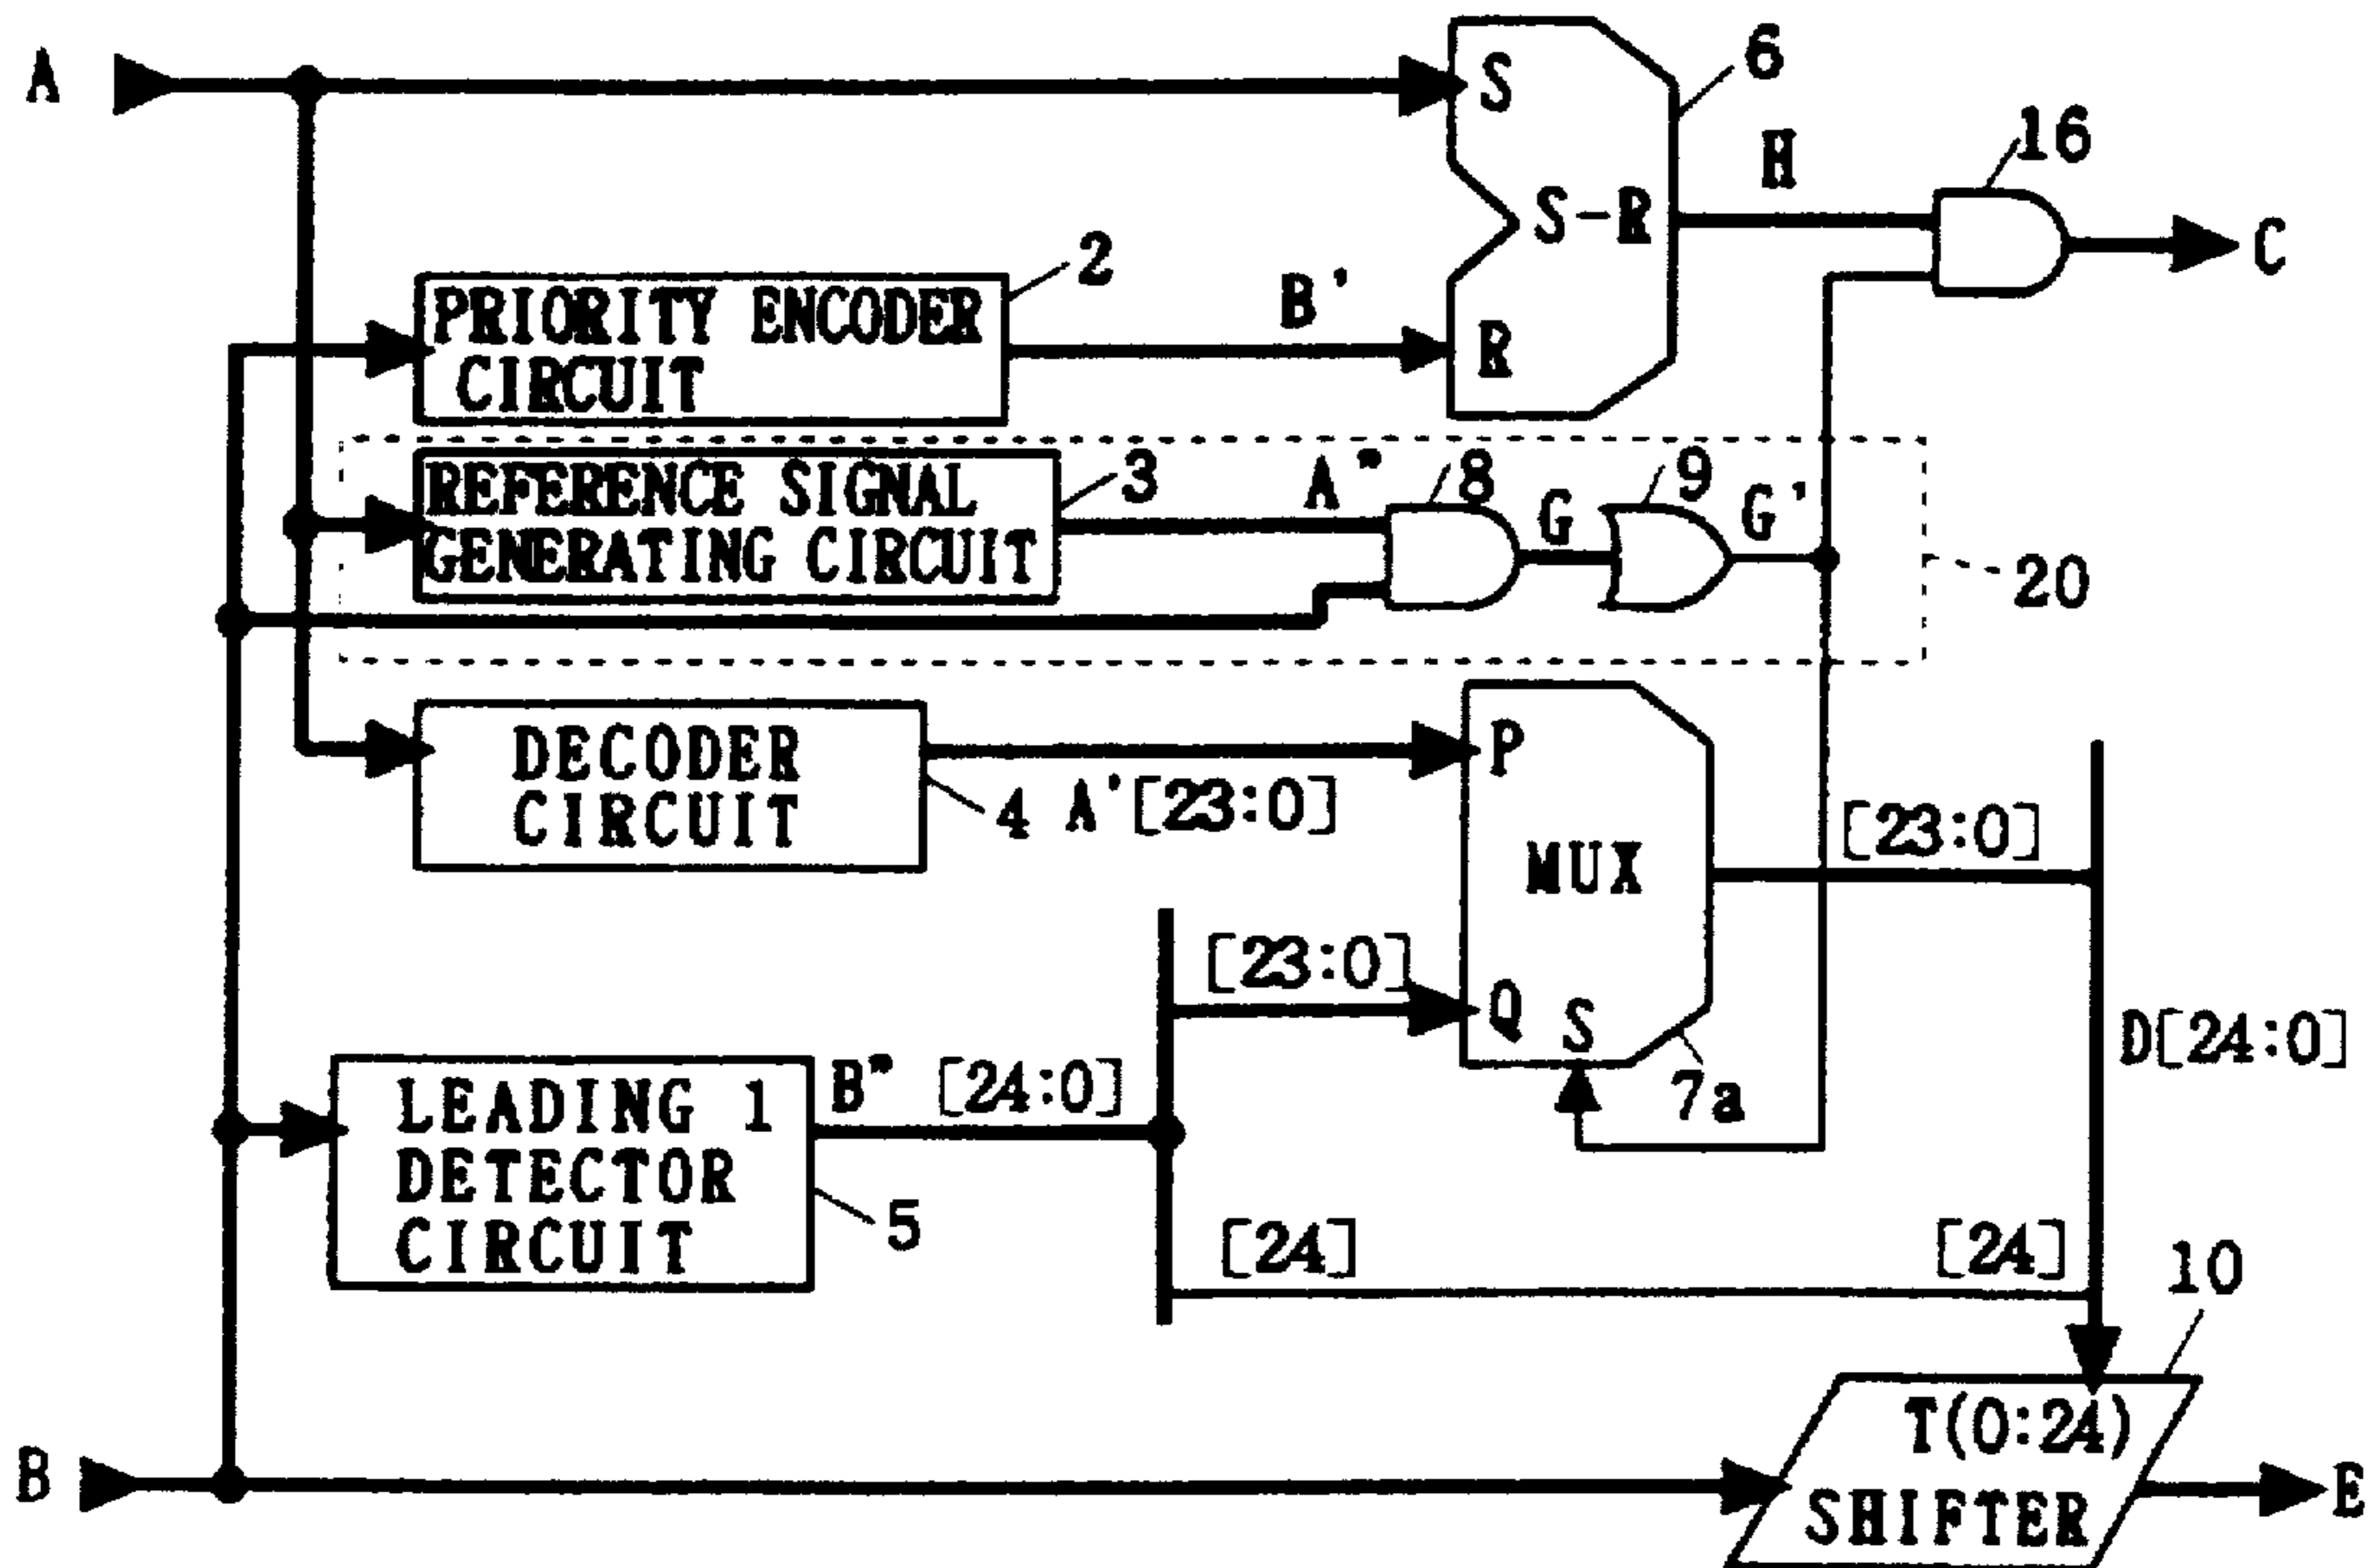 A
S
6
H
16
S-R
C
2
PRIORITY ENCODER
CIRCUIT
B'
R
REFERENCE SIGNAL
GENERATING CIRCUIT
3
A"
8
G
9
G'
20
DECODER
CIRCUIT
4
A'[23:0]
P
MUX
[23:0]
[23:0]
Q
S
7a
D[24:0]
LEADING 1
DETECTOR
CIRCUIT
5
B" [24:0]
[24]
[24]
10
T(0:24)
SHIFTER
B
E